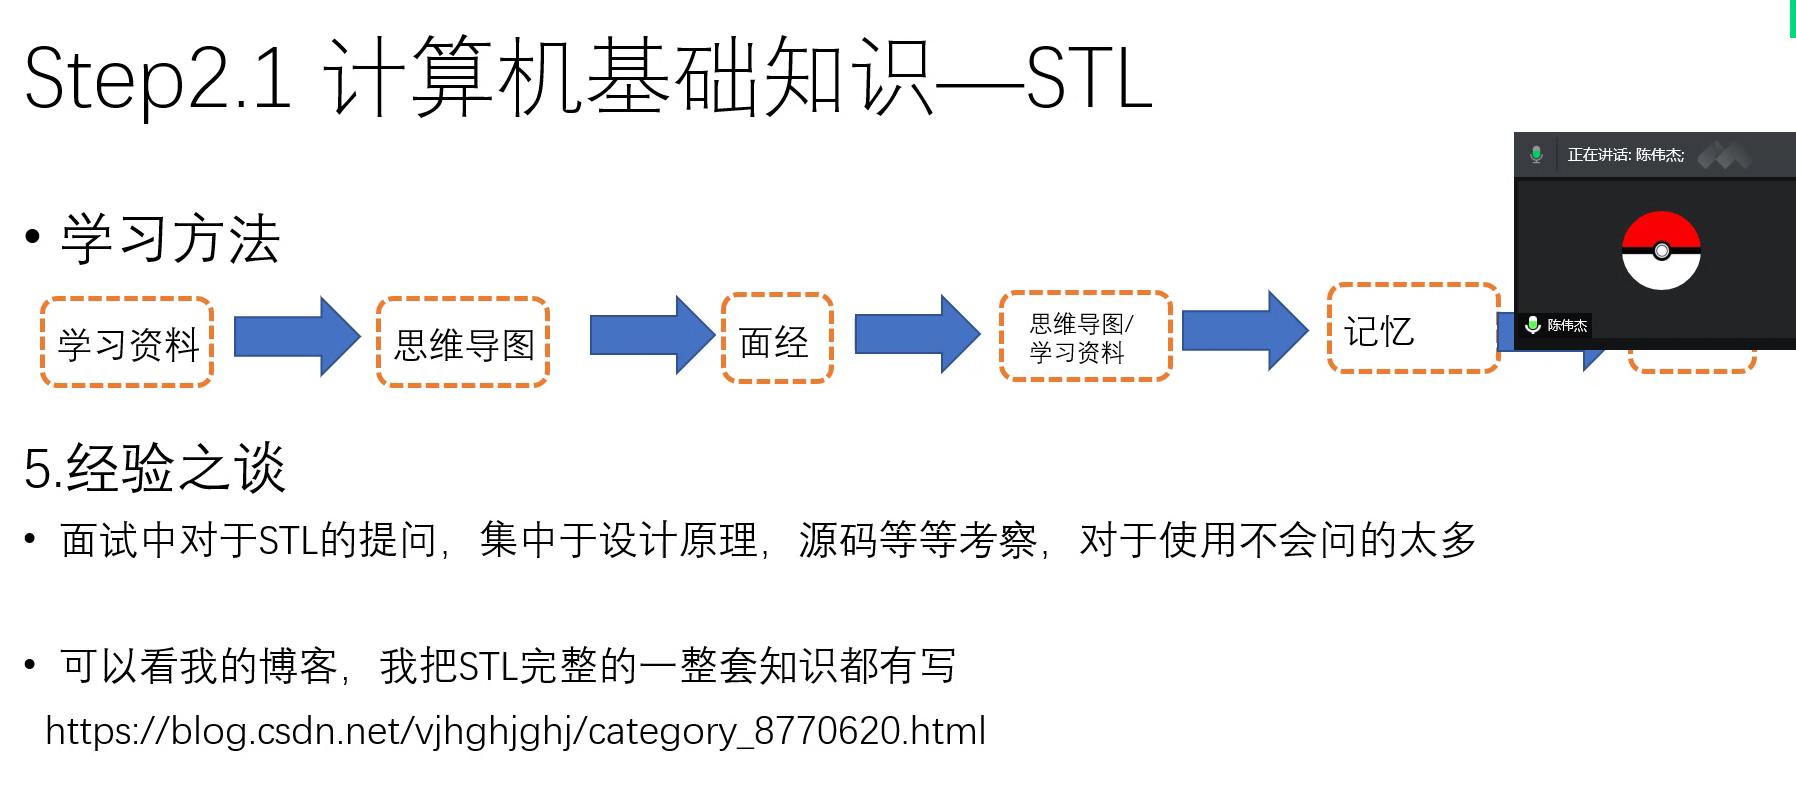 Step2.1 计算机基础知识—STL
正在讲话: 陈伟杰;
• 学习方法
学习资料
思维导图
面经
思维导图/
学习资料
记忆
陈伟杰
5.经验之谈
• 面试中对于STL的提问，集中于设计原理，源码等等考察，对于使用不会问的太多
• 可以看我的博客，我把STL完整的一整套知识都有写
https://blog.csdn.net/vjhghjghj/category_8770620.html